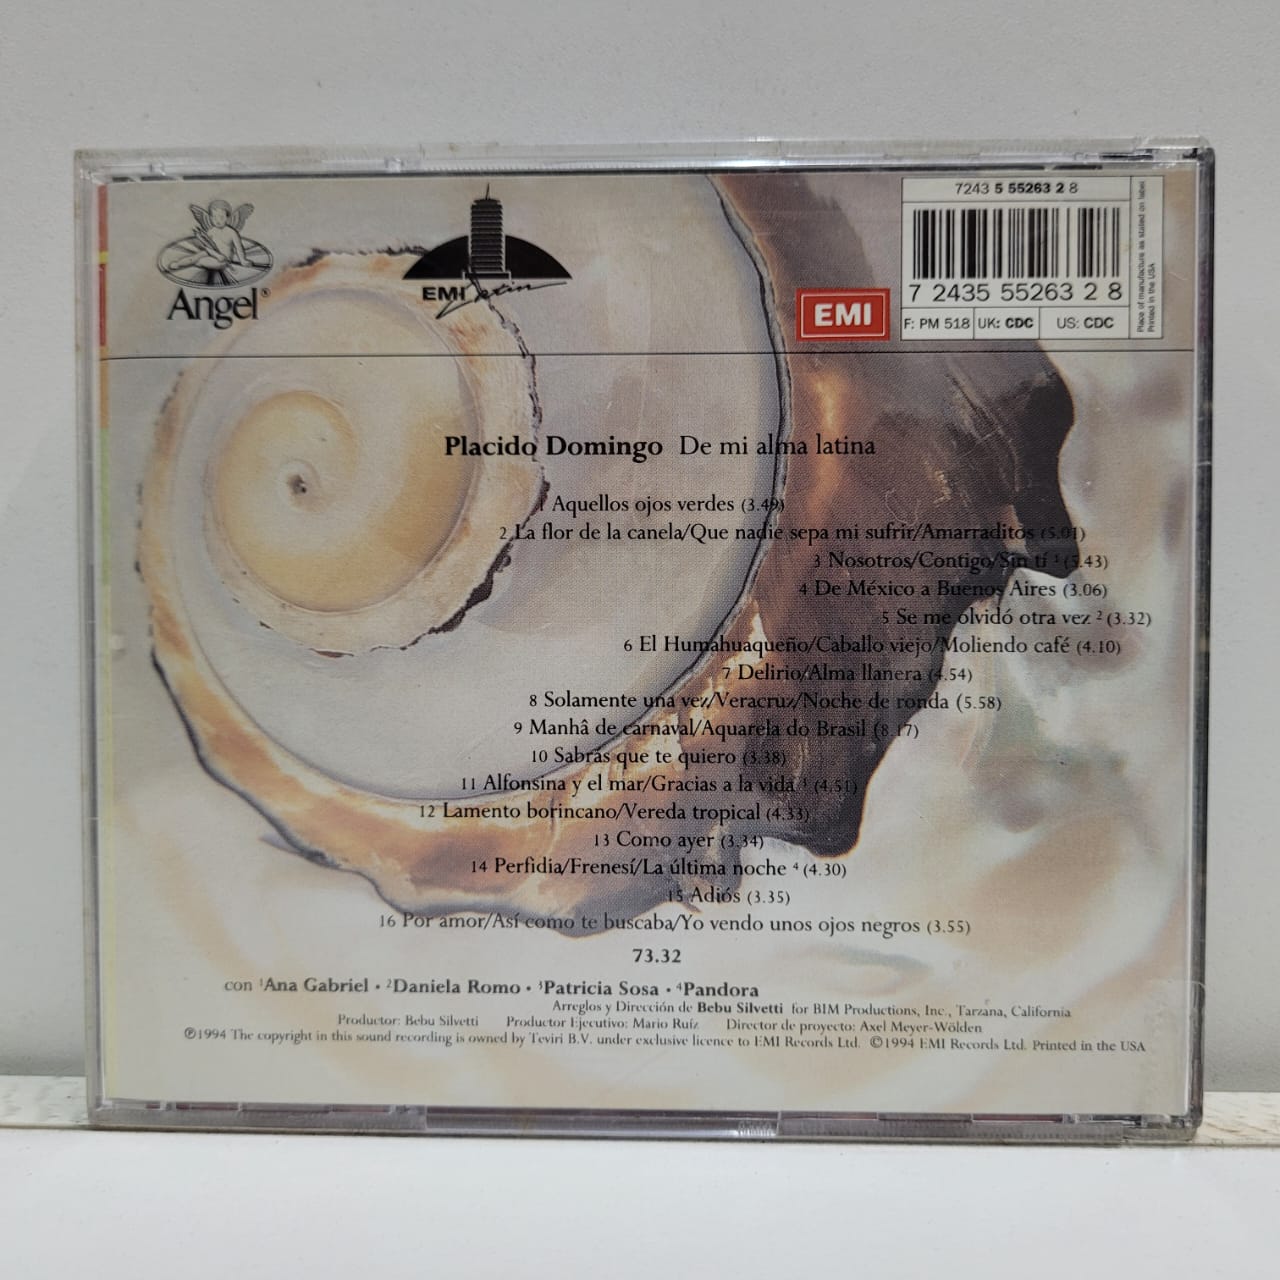 Angel®
EMI Latin
EMI
7243 5 55263 2 8
7 24355 55263 2 8
F: PM 518 UK: CDC US: CDC
Place of manufacture as stated on label
Printed in the USA
Placido Domingo De mi alma latina
1 Aquellos ojos verdes (3.49)
2 La flor de la canela/Que nadie sepa mi sufrir/Amarraditos (5.01)
3 Nosotros/Contigo/Sin tí ¹ (5.43)
4 De México a Buenos Aires (3.06)
5 Se me olvidó otra vez ² (3.32)
6 El Humahuaqueño/Caballo viejo/Moliendo café (4.10)
7 Delirio/Alma llanera (4.54)
8 Solamente una vez/Veracruz/Noche de ronda (5.58)
9 Manhâ de carnaval/Aquarela do Brasil (8.17)
10 Sabrás que te quiero (3.38)
11 Alfonsina y el mar/Gracias a la vida ³ (4.51)
12 Lamento borincano/Vereda tropical (4.33)
13 Como ayer (3.34)
14 Perfidia/Frenesí/La última noche ⁴ (4.30)
15 Adiós (3.35)
16 Por amor/Así como te buscaba/Yo vendo unos ojos negros (3.55)
73.32
con ¹Ana Gabriel • ²Daniela Romo • ³Patricia Sosa • ⁴Pandora
Arreglos y Dirección de Bebu Silvetti for BIM Productions, Inc., Tarzana, California
Productor: Bebu Silvetti Productor Ejecutivo: Mario Ruíz Director de proyecto: Axel Meyer-Wölden
℗1994 The copyright in this sound recording is owned by Teviri B.V. under exclusive licence to EMI Records Ltd. ©1994 EMI Records Ltd. Printed in the USA